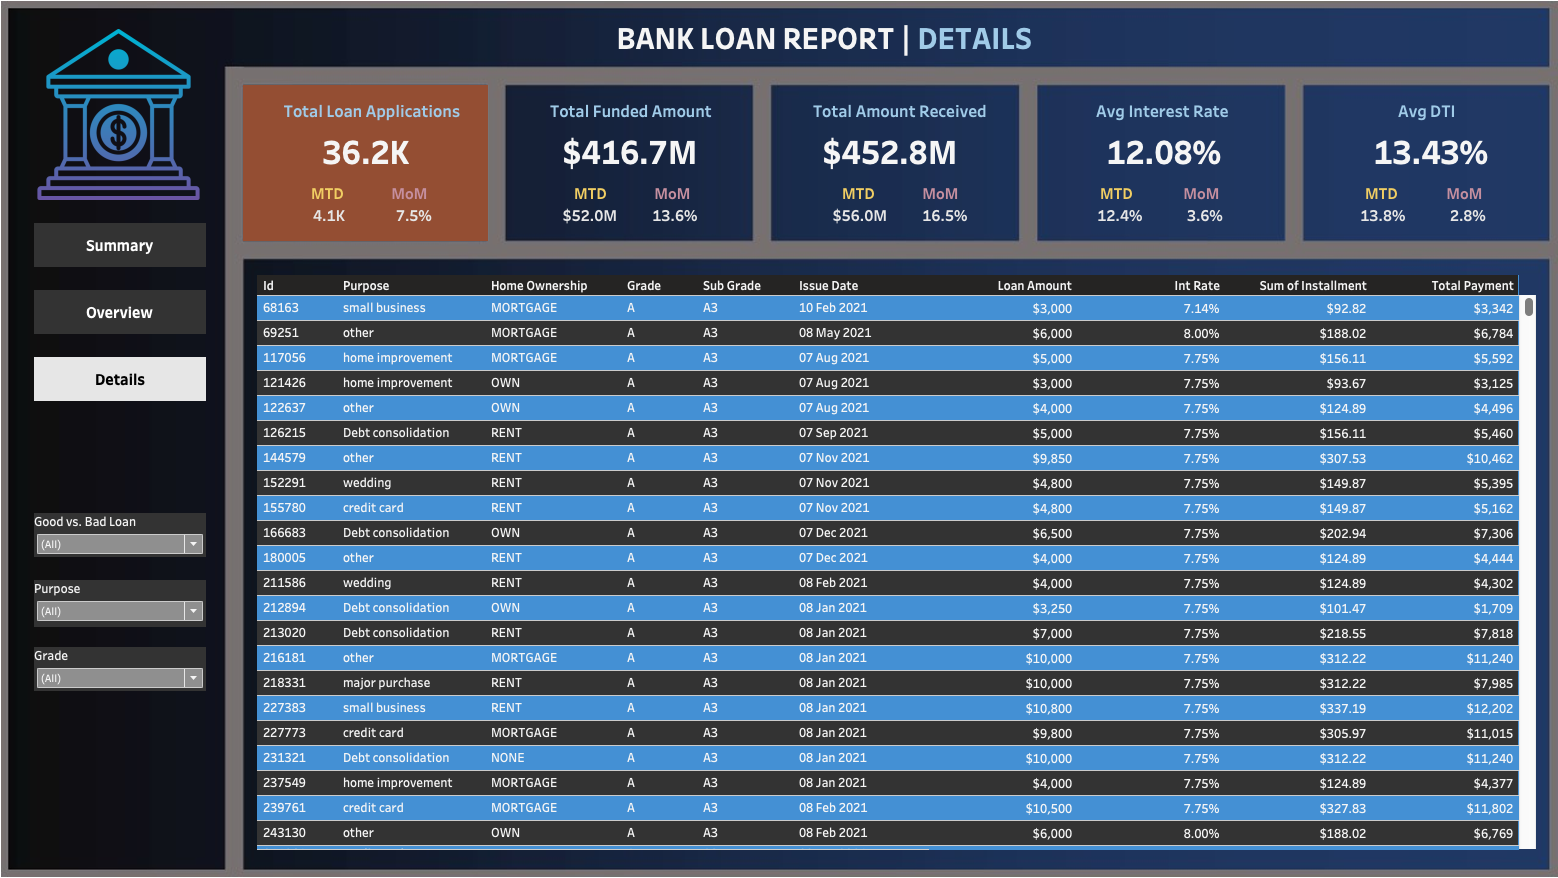 BANK LOAN REPORT | DETAILS
$
Summary
Overview
Details
Good vs. Bad Loan
(All)
Purpose
(All)
Grade
(All)
Total Loan Applications
36.2K
MTD MoM
4.1K 7.5%
Total Funded Amount
$416.7M
MTD MoM
$52.0M 13.6%
Total Amount Received
$452.8M
MTD MoM
$56.0M 16.5%
Avg Interest Rate
12.08%
MTD MoM
12.4% 3.6%
Avg DTI
13.43%
MTD MoM
13.8% 2.8%
Id Purpose Home Ownership Grade Sub Grade Issue Date Loan Amount Int Rate Sum of Installment Total Payment
68163 small business MORTGAGE A A3 10 Feb 2021 $3,000 7.14% $92.82 $3,342
69251 other MORTGAGE A A3 08 May 2021 $6,000 8.00% $188.02 $6,784
117056 home improvement MORTGAGE A A3 07 Aug 2021 $5,000 7.75% $156.11 $5,592
121426 home improvement OWN A A3 07 Aug 2021 $3,000 7.75% $93.67 $3,125
122637 other OWN A A3 07 Aug 2021 $4,000 7.75% $124.89 $4,496
126215 Debt consolidation RENT A A3 07 Sep 2021 $5,000 7.75% $156.11 $5,460
144579 other RENT A A3 07 Nov 2021 $9,850 7.75% $307.53 $10,462
152291 wedding RENT A A3 07 Nov 2021 $4,800 7.75% $149.87 $5,395
155780 credit card RENT A A3 07 Nov 2021 $4,800 7.75% $149.87 $5,162
166683 Debt consolidation OWN A A3 07 Dec 2021 $6,500 7.75% $202.94 $7,306
180005 other RENT A A3 07 Dec 2021 $4,000 7.75% $124.89 $4,444
211586 wedding RENT A A3 08 Feb 2021 $4,000 7.75% $124.89 $4,302
212894 Debt consolidation OWN A A3 08 Jan 2021 $3,250 7.75% $101.47 $1,709
213020 Debt consolidation RENT A A3 08 Jan 2021 $7,000 7.75% $218.55 $7,818
216181 other MORTGAGE A A3 08 Jan 2021 $10,000 7.75% $312.22 $11,240
218331 major purchase RENT A A3 08 Jan 2021 $10,000 7.75% $312.22 $7,985
227383 small business RENT A A3 08 Jan 2021 $10,800 7.75% $337.19 $12,202
227773 credit card MORTGAGE A A3 08 Jan 2021 $9,800 7.75% $305.97 $11,015
231321 Debt consolidation NONE A A3 08 Jan 2021 $10,000 7.75% $312.22 $11,240
237549 home improvement MORTGAGE A A3 08 Jan 2021 $4,000 7.75% $124.89 $4,377
239761 credit card MORTGAGE A A3 08 Feb 2021 $10,500 7.75% $327.83 $11,802
243130 other OWN A A3 08 Feb 2021 $6,000 8.00% $188.02 $6,769